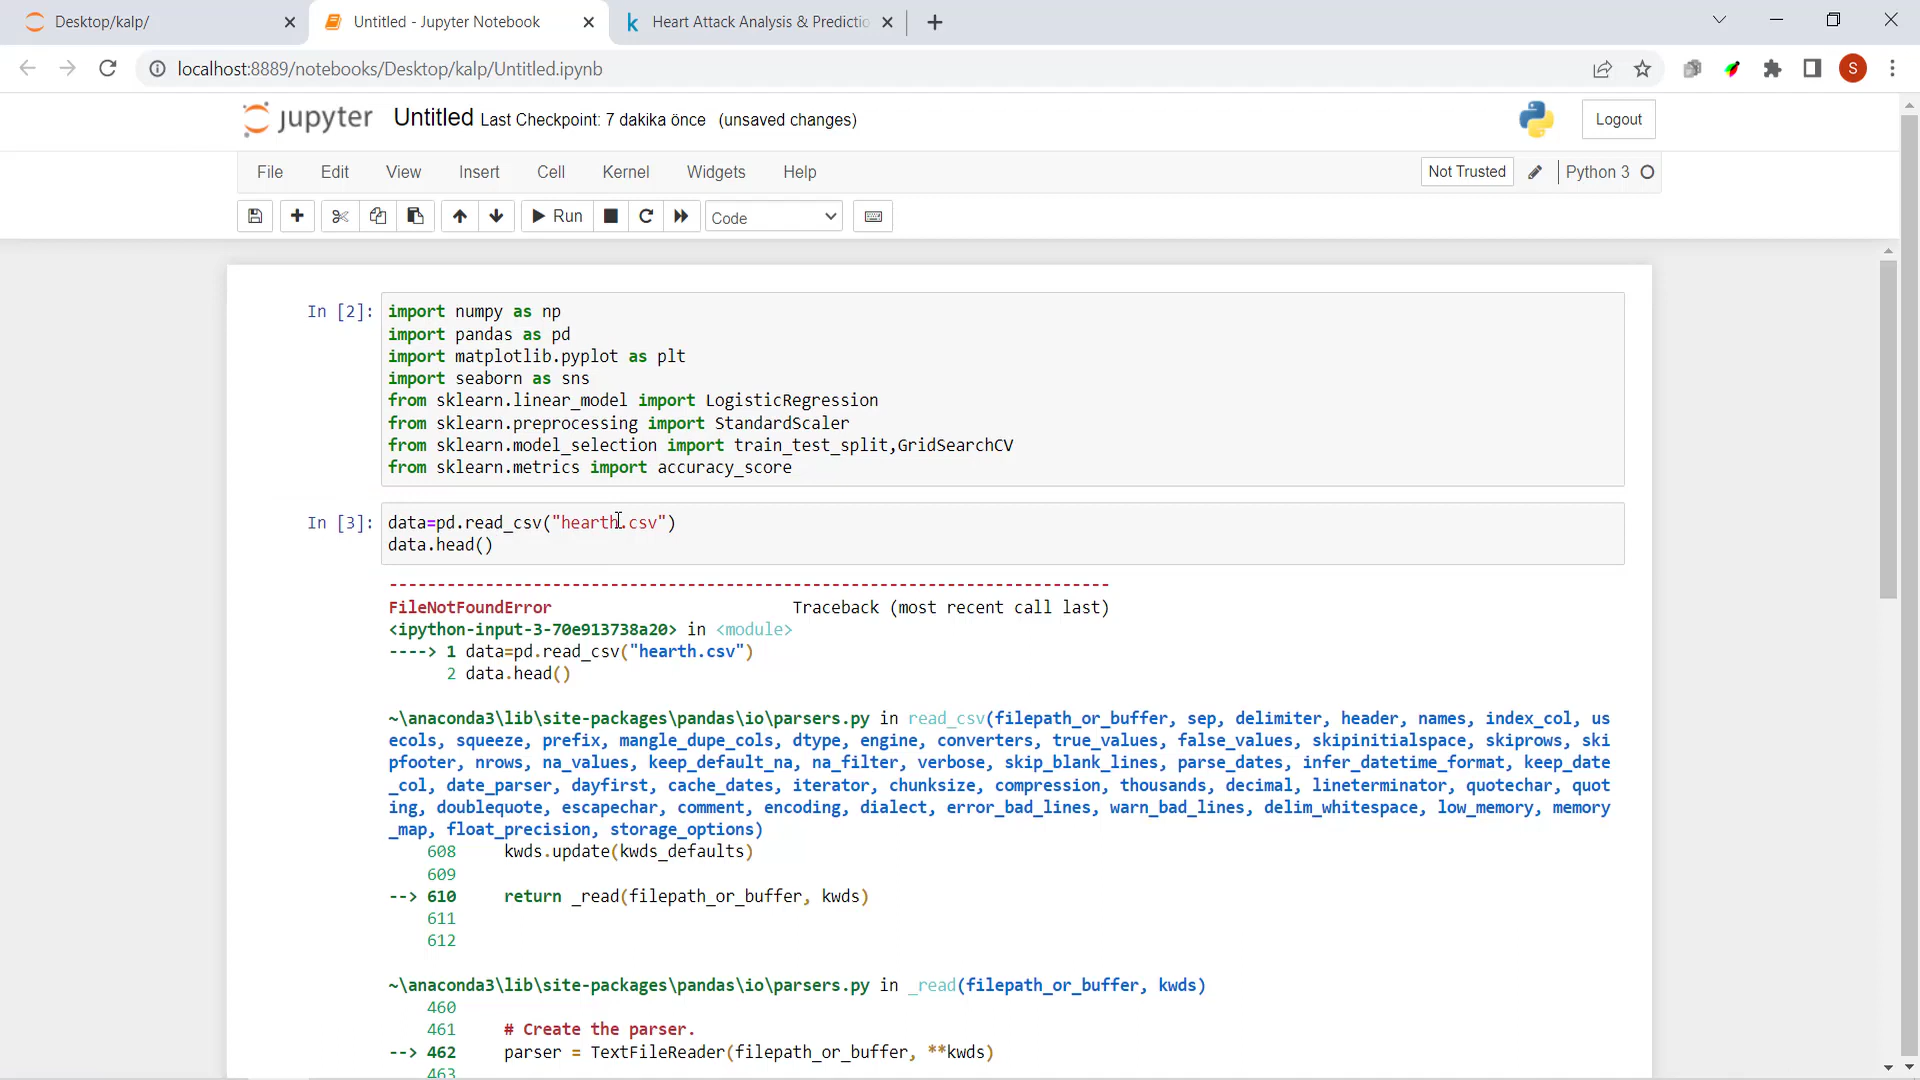 Desktop/kalp/
Untitled - Jupyter Notebook
Heart Attack Analysis & Predictio
localhost:8889/notebooks/Desktop/kalp/Untitled.ipynb
S
jupyter Untitled Last Checkpoint: 7 dakika önce (unsaved changes)
Logout
File Edit View Insert Cell Kernel Widgets Help
Not Trusted Python 3
Run Code
In [2]: import numpy as np
import pandas as pd
import matplotlib.pyplot as plt
import seaborn as sns
from sklearn.linear_model import LogisticRegression
from sklearn.preprocessing import StandardScaler
from sklearn.model_selection import train_test_split,GridSearchCV
from sklearn.metrics import accuracy_score
In [3]: data=pd.read_csv("hearth.csv")
data.head()
---------------------------------------------------------------------------
FileNotFoundError Traceback (most recent call last)
<ipython-input-3-70e913738a20> in <module>
----> 1 data=pd.read_csv("hearth.csv")
2 data.head()
~\anaconda3\lib\site-packages\pandas\io\parsers.py in read_csv(filepath_or_buffer, sep, delimiter, header, names, index_col, us
ecols, squeeze, prefix, mangle_dupe_cols, dtype, engine, converters, true_values, false_values, skipinitialspace, skiprows, ski
pfooter, nrows, na_values, keep_default_na, na_filter, verbose, skip_blank_lines, parse_dates, infer_datetime_format, keep_date
_col, date_parser, dayfirst, cache_dates, iterator, chunksize, compression, thousands, decimal, lineterminator, quotechar, quot
ing, doublequote, escapechar, comment, encoding, dialect, error_bad_lines, warn_bad_lines, delim_whitespace, low_memory, memory
_map, float_precision, storage_options)
608 kwds.update(kwds_defaults)
609
--> 610 return _read(filepath_or_buffer, kwds)
611
612
~\anaconda3\lib\site-packages\pandas\io\parsers.py in _read(filepath_or_buffer, kwds)
460
461 # Create the parser.
--> 462 parser = TextFileReader(filepath_or_buffer, **kwds)
463